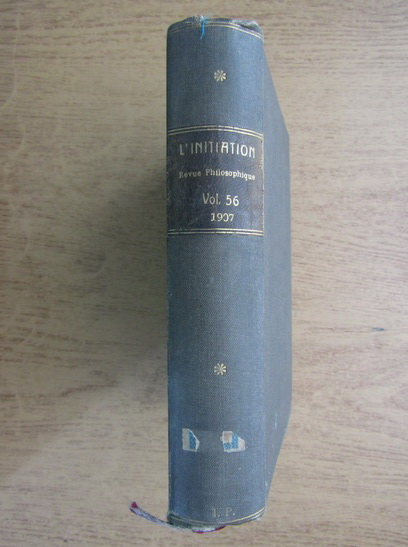 L'INITIATION
Revue Philosophique
Vol. 56
1907